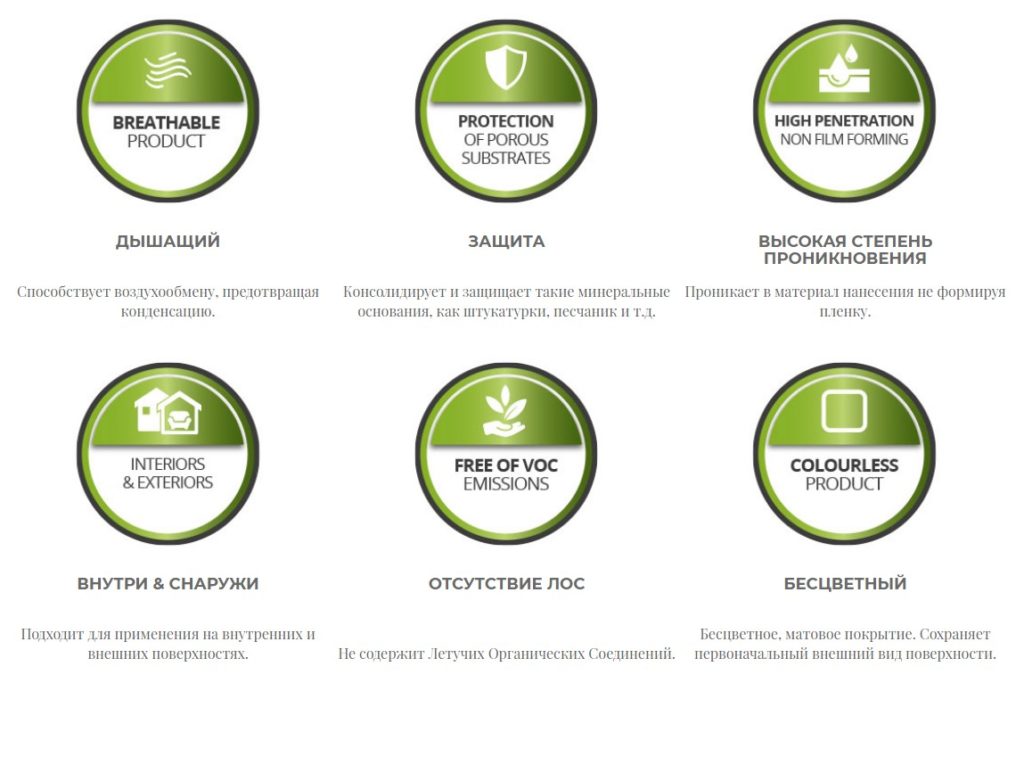 BREATHABLE
PRODUCT
PROTECTION
OF POROUS
SUBSTRATES
HIGH PENETRATION
NON FILM FORMING
ДЫШАЩИЙ
ЗАЩИТА
ВЫСОКАЯ СТЕПЕНЬ
ПРОНИКНОВЕНИЯ
Способствует воздухообмену, предотвращая
конденсацию.
Консолидирует и защищает такие минеральные
основания, как штукатурки, песчаник и т.д.
Проникает в материал нанесения не формируя
пленку.
INTERIORS
& EXTERIORS
FREE OF VOC
EMISSIONS
COLOURLESS
PRODUCT
ВНУТРИ & СНАРУЖИ
ОТСУТСТВИЕ ЛОС
БЕСЦВЕТНЫЙ
Подходит для применения на внутренних и
внешних поверхностях.
Не содержит Летучих Органических Соединений.
Бесцветное, матовое покрытие. Сохраняет
первоначальный внешний вид поверхности.